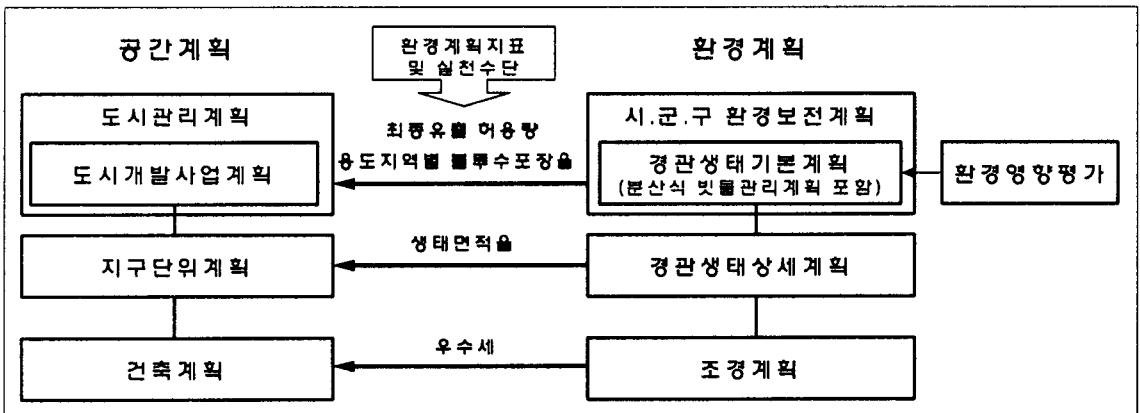 공간계획
환경계획지표
및 실천수단
환경계획
도시관리계획
도시개발사업계획
최종유출 허용량
용도지역별 불투수포장율
시.군.구 환경보전계획
경관생태기본계획
(분산식 빗물관리계획 포함)
환경영향평가
지구단위계획
생태면적율
경관생태상세계획
건축계획
우수세
조경계획